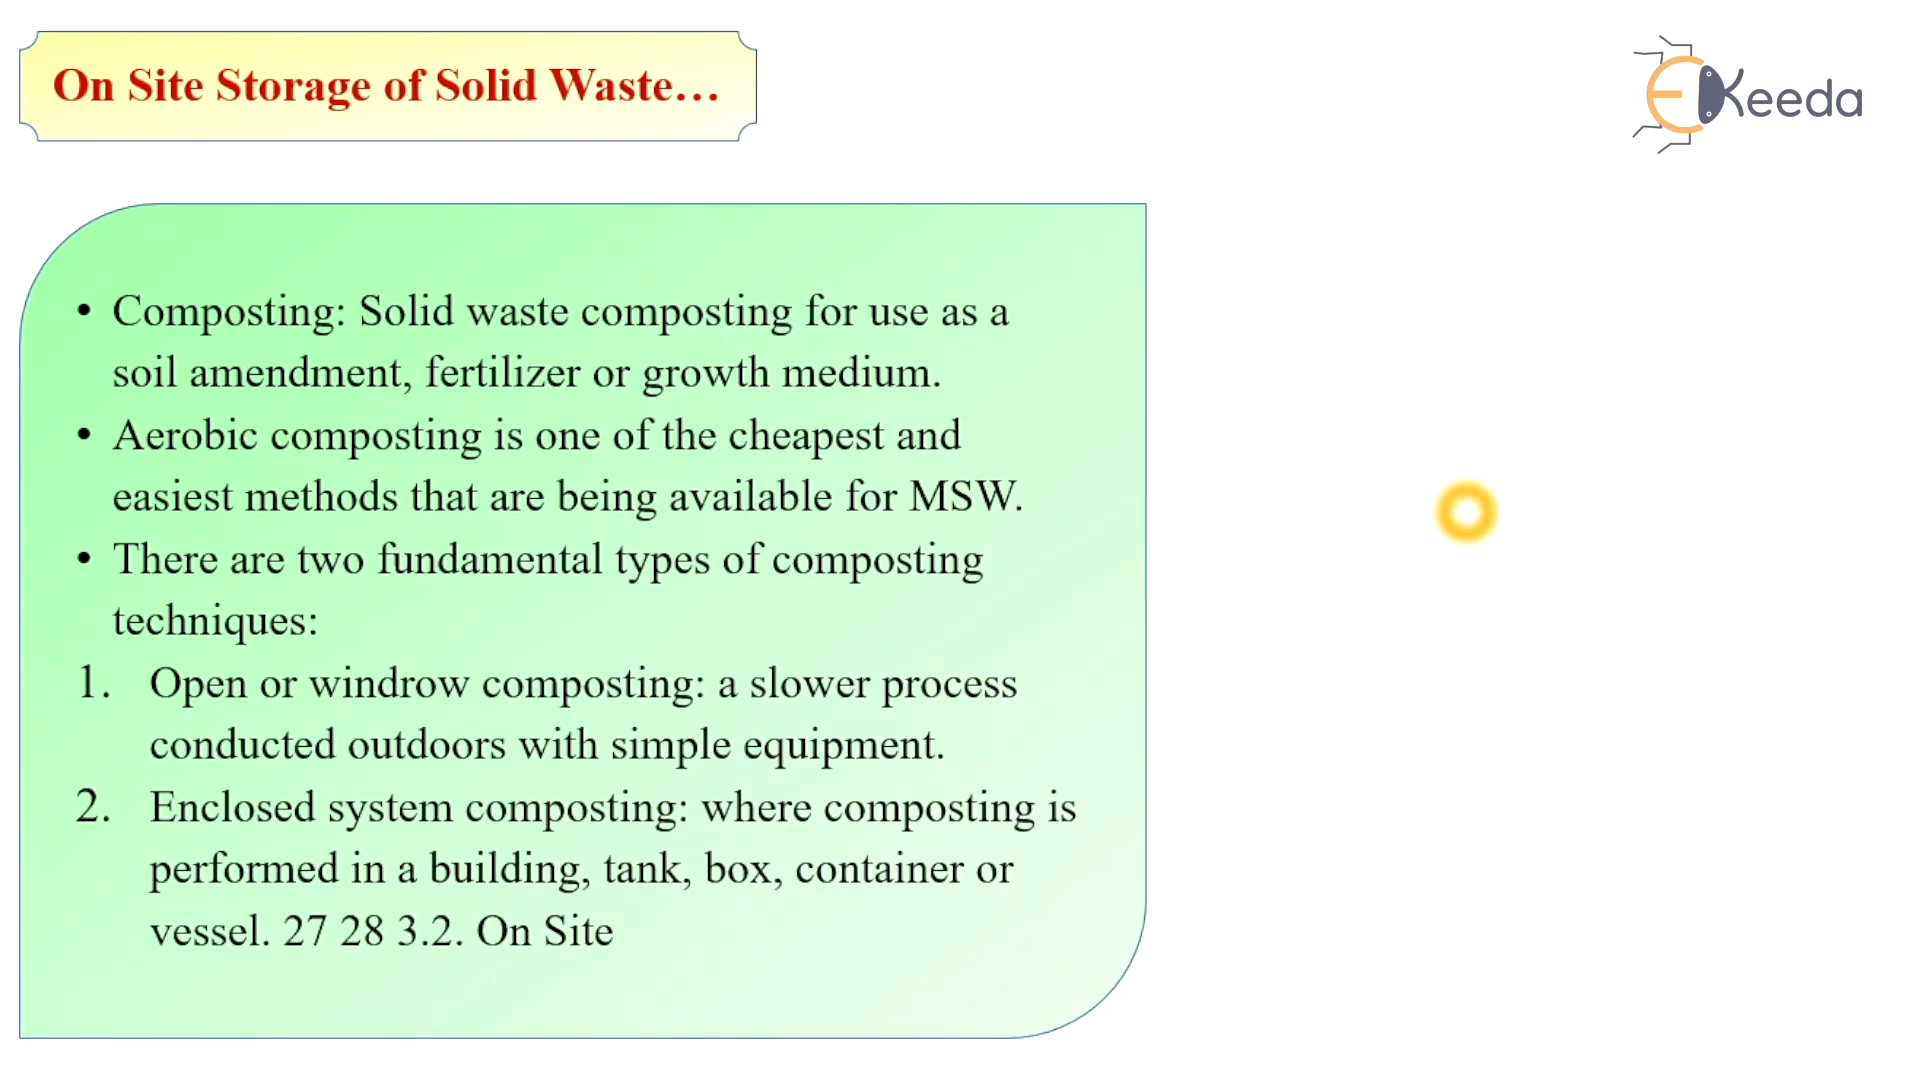 On Site Storage of Solid Waste...
EKeeda
• Composting: Solid waste composting for use as a
soil amendment, fertilizer or growth medium.
• Aerobic composting is one of the cheapest and
easiest methods that are being available for MSW.
• There are two fundamental types of composting
techniques:
1. Open or windrow composting: a slower process
conducted outdoors with simple equipment.
2. Enclosed system composting: where composting is
performed in a building, tank, box, container or
vessel. 27 28 3.2. On Site